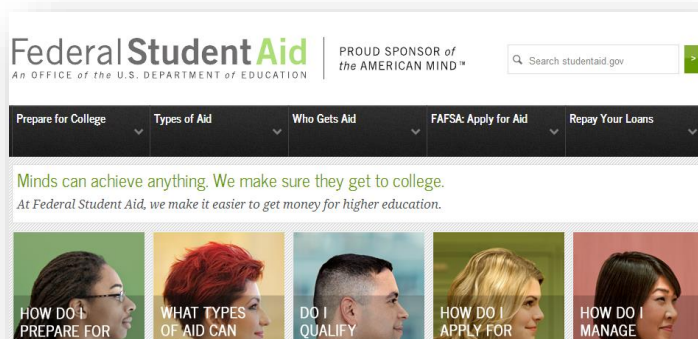 Federal Student Aid
An OFFICE of the U.S. DEPARTMENT of EDUCATION
PROUD SPONSOR of
the AMERICAN MIND™
Search studentaid.gov
>
Prepare for College
Types of Aid
Who Gets Aid
FAFSA: Apply for Aid
Repay Your Loans
Minds can achieve anything. We make sure they get to college.
At Federal Student Aid, we make it easier to get money for higher education.
HOW DO I
PREPARE FOR
WHAT TYPES
OF AID CAN
DO I
QUALIFY
HOW DO I
APPLY FOR
HOW DO I
MANAGE